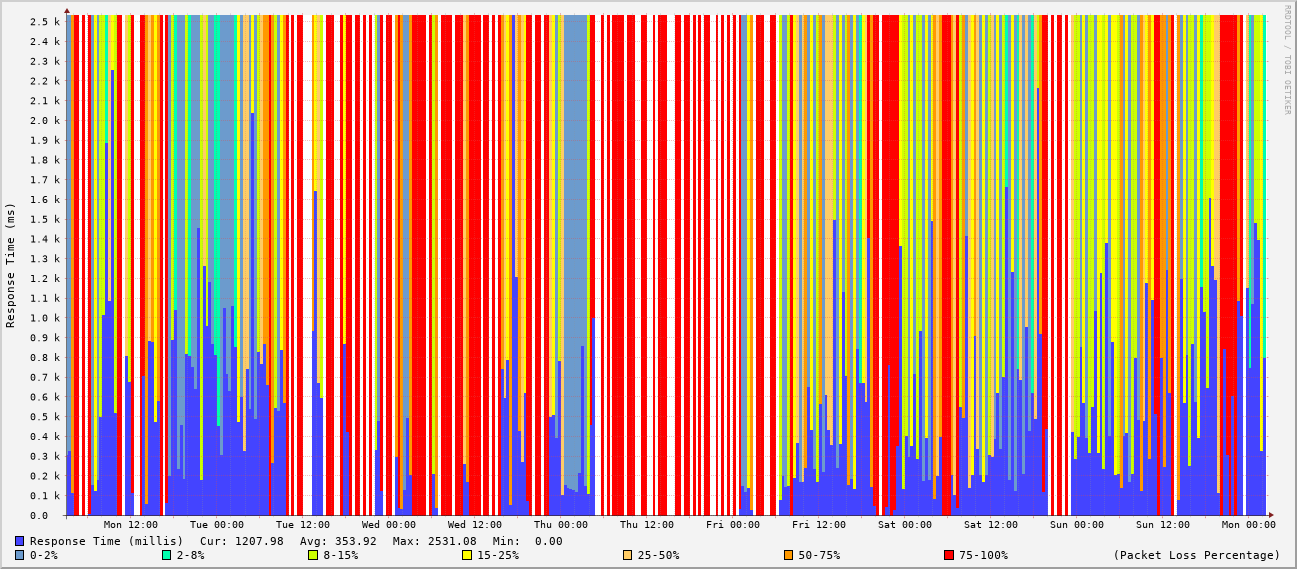 RRDTOOL / TOBI OETIKER
Response Time (ms)
2.5 k
2.4 k
2.3 k
2.2 k
2.1 k
2.0 k
1.9 k
1.8 k
1.7 k
1.6 k
1.5 k
1.4 k
1.3 k
1.2 k
1.1 k
1.0 k
0.9 k
0.8 k
0.7 k
0.6 k
0.5 k
0.4 k
0.3 k
0.2 k
0.1 k
0.0
Mon 12:00 Tue 00:00 Tue 12:00 Wed 00:00 Wed 12:00 Thu 00:00 Thu 12:00 Fri 00:00 Fri 12:00 Sat 00:00 Sat 12:00 Sun 00:00 Sun 12:00 Mon 00:00
Response Time (millis) Cur: 1207.98 Avg: 353.92 Max: 2531.08 Min: 0.00
0-2% 2-8% 8-15% 15-25% 25-50% 50-75% 75-100% (Packet Loss Percentage)